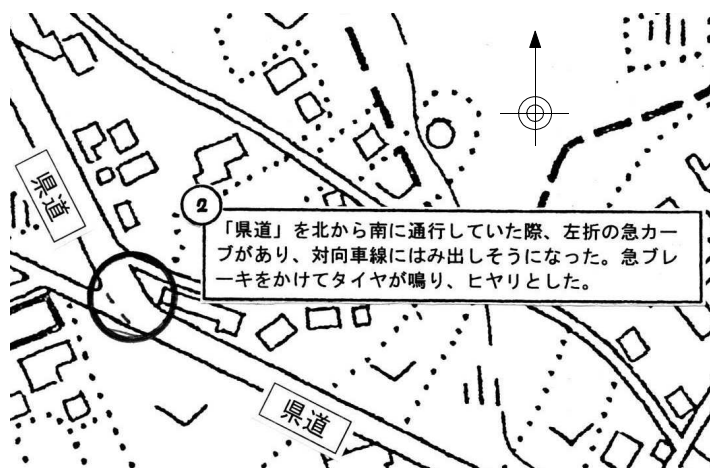 県道
2
「県道」を北から南に通行していた際、左折の急カー
ブがあり、対向車線にはみ出しそうになった。急ブレ
ーキをかけてタイヤが鳴り、ヒヤリとした。
県道